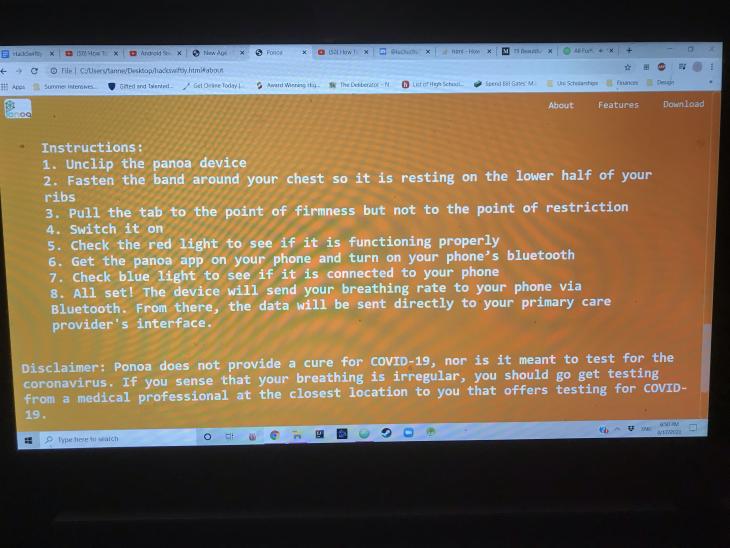 HackSwiftly
(50) How To
Android St
New Age
Ponoa
(50) How T
html - How
All Forh
File | C:/Users/tanne/Desktop/hackswiftly.html#about
Apps Summer Intensives... Gifted and Talented... Get Online Today |... Award Winning Hig... The Deliberator - N... List of High School... Spend Bill Gates' M... Uni Scholarships Finances Design
About Features Download
Instructions:
1. Unclip the panoa device
2. Fasten the band around your chest so it is resting on the lower half of your
ribs
3. Pull the tab to the point of firmness but not to the point of restriction
4. Switch it on
5. Check the red light to see if it is functioning properly
6. Get the panoa app on your phone and turn on your phone's bluetooth
7. Check blue light to see if it is connected to your phone
8. All set! The device will send your breathing rate to your phone via
Bluetooth. From there, the data will be sent directly to your primary care
provider's interface.
Disclaimer: Ponoa does not provide a cure for COVID-19, nor is it meant to test for the
coronavirus. If you sense that your breathing is irregular, you should go get testing
from a medical professional at the closest location to you that offers testing for COVID-
19.
Type here to search
ENG